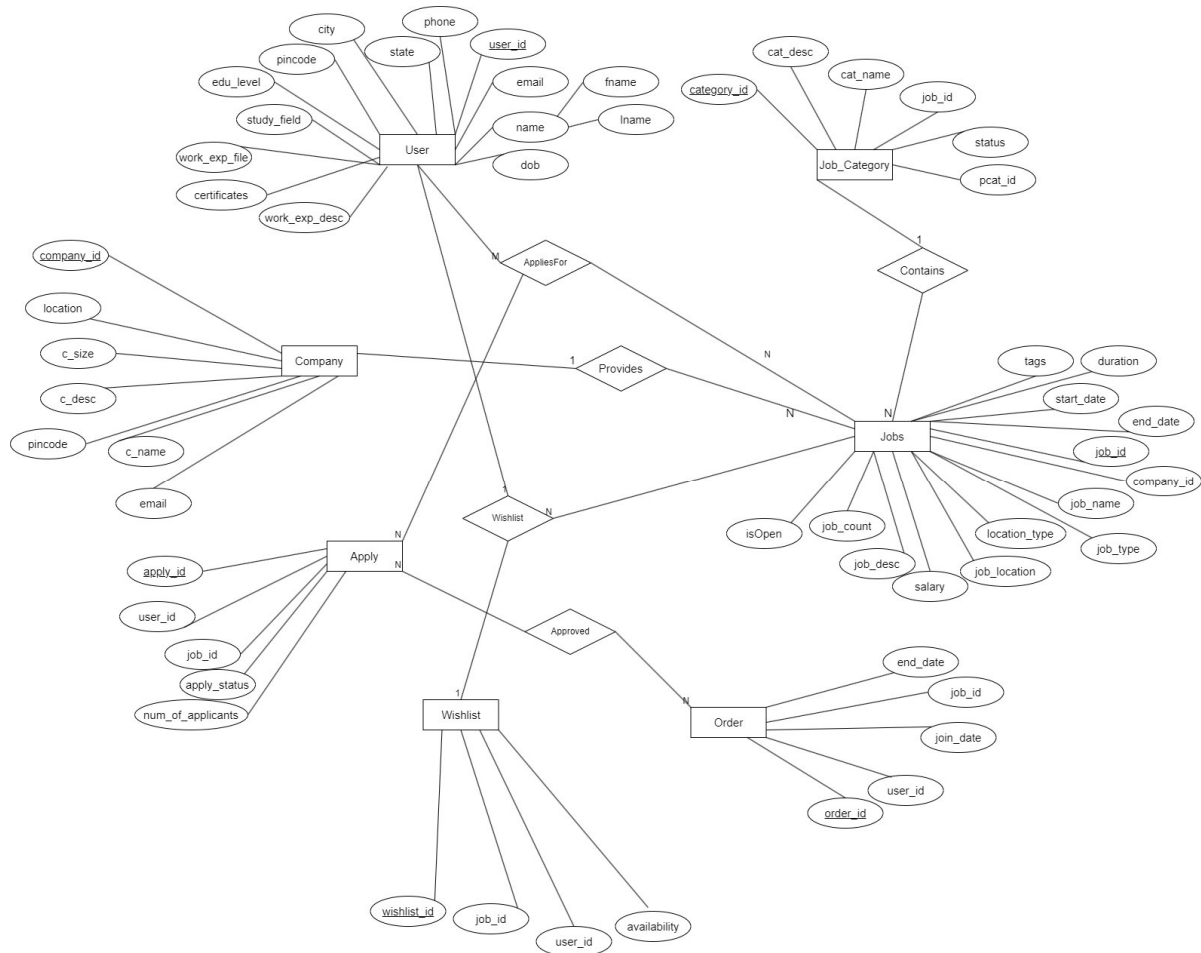 phone
city
user_id
state
cat_desc
pincode
cat_name
edu_level
email
fname
category_id
job_id
study_field
name
lname
User
status
work_exp_file
dob
Job_Category
pcat_id
certificates
work_exp_desc
1
company_id
M
AppliesFor
Contains
location
c_size
Company
1
Provides
N
tags
duration
c_desc
start_date
N
N
end_date
pincode
c_name
Jobs
job_id
company_id
email
1
job_name
Wishlist
N
isOpen
job_count
location_type
N
job_type
Apply
job_desc
job_location
apply_id
N
salary
user_id
Approved
job_id
end_date
apply_status
1
job_id
num_of_applicants
Wishlist
N
Order
join_date
user_id
order_id
wishlist_id
job_id
availability
user_id